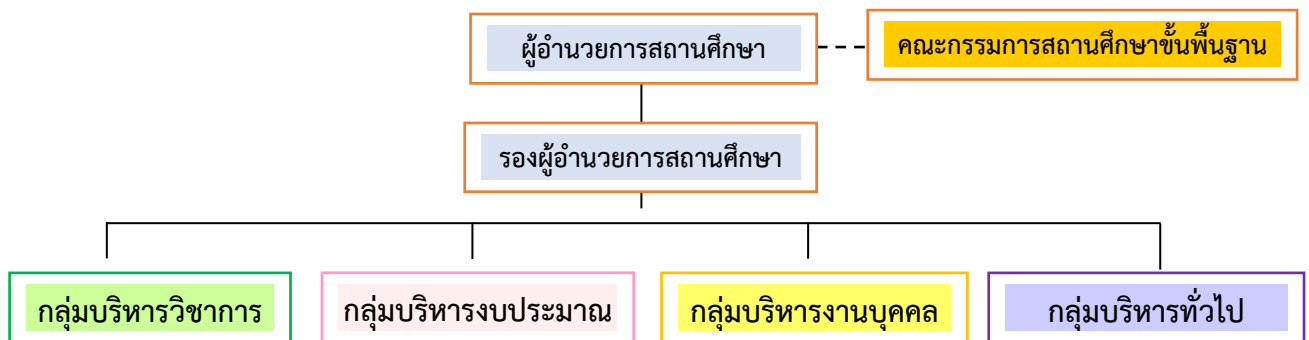 ผู้อำนวยการสถานศึกษา
คณะกรรมการสถานศึกษาขั้นพื้นฐาน
รองผู้อำนวยการสถานศึกษา
กลุ่มบริหารวิชาการ
กลุ่มบริหารงบประมาณ
กลุ่มบริหารงานบุคคล
กลุ่มบริหารทั่วไป